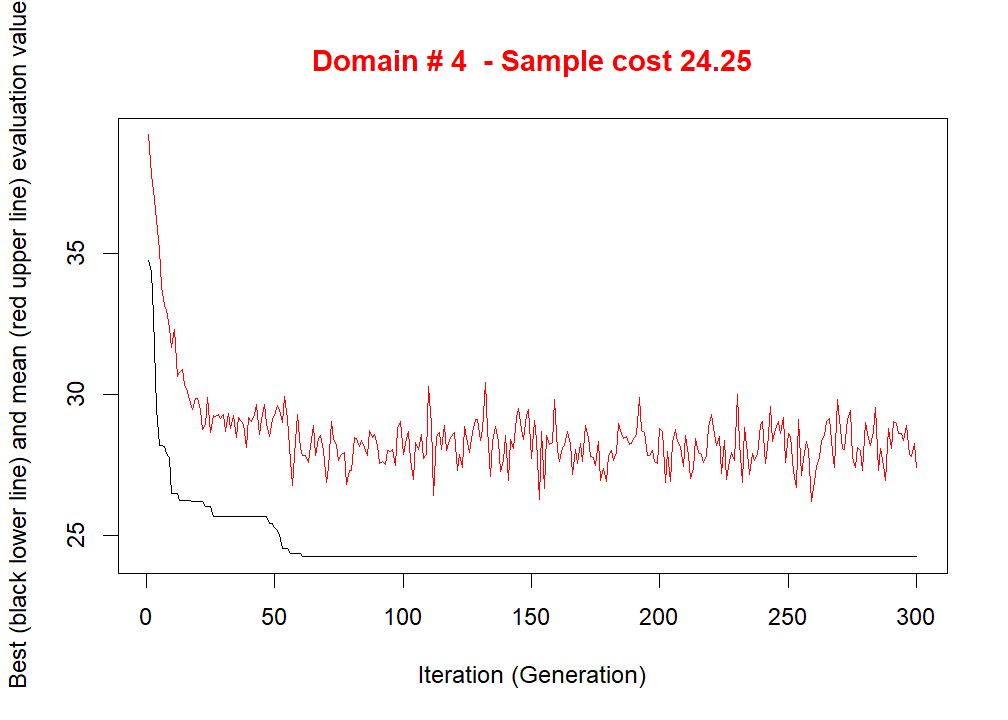 Domain # 4  - Sample cost 24.25
Best (black lower line) and mean (red upper line) evaluation value
35
30
25
0 50 100 150 200 250 300
Iteration (Generation)